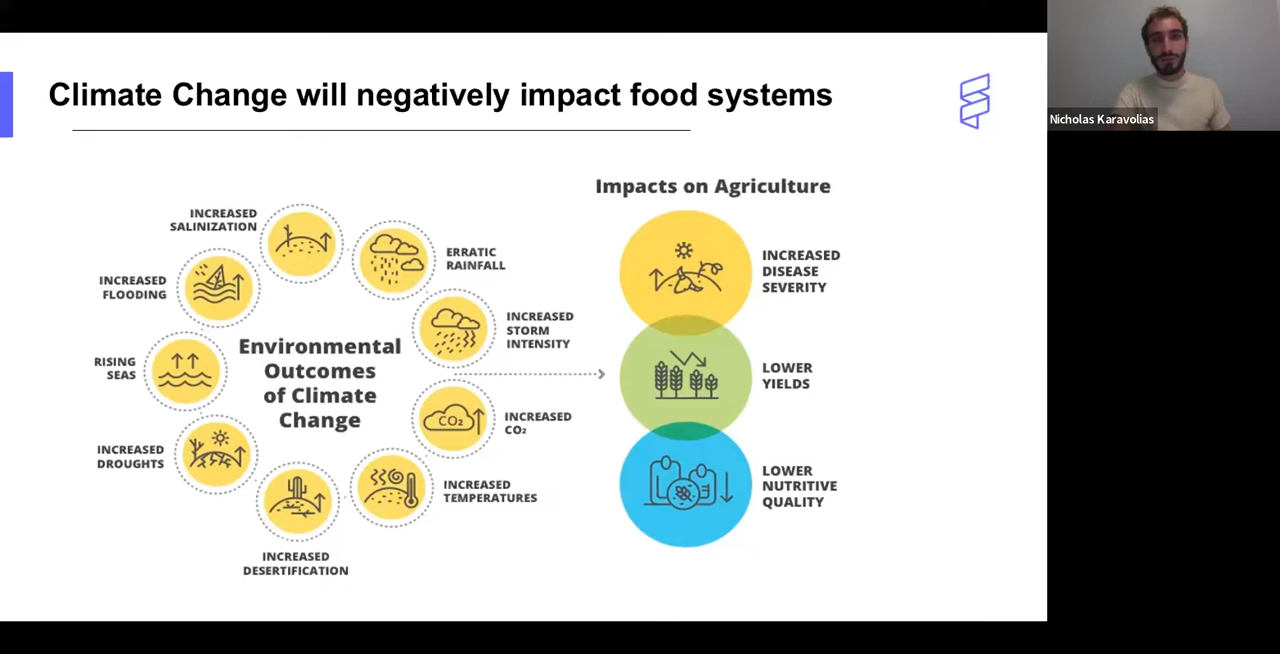 Climate Change will negatively impact food systems
Nicholas Karavolias
Impacts on Agriculture
INCREASED
SALINIZATION
ERRATIC
RAINFALL
INCREASED
FLOODING
INCREASED
STORM
INTENSITY
RISING
SEAS
Environmental
Outcomes
of Climate
Change
CO₂
INCREASED
CO₂
INCREASED
DROUGHTS
INCREASED
TEMPERATURES
INCREASED
DESERTIFICATION
INCREASED
DISEASE
SEVERITY
LOWER
YIELDS
LOWER
NUTRITIVE
QUALITY